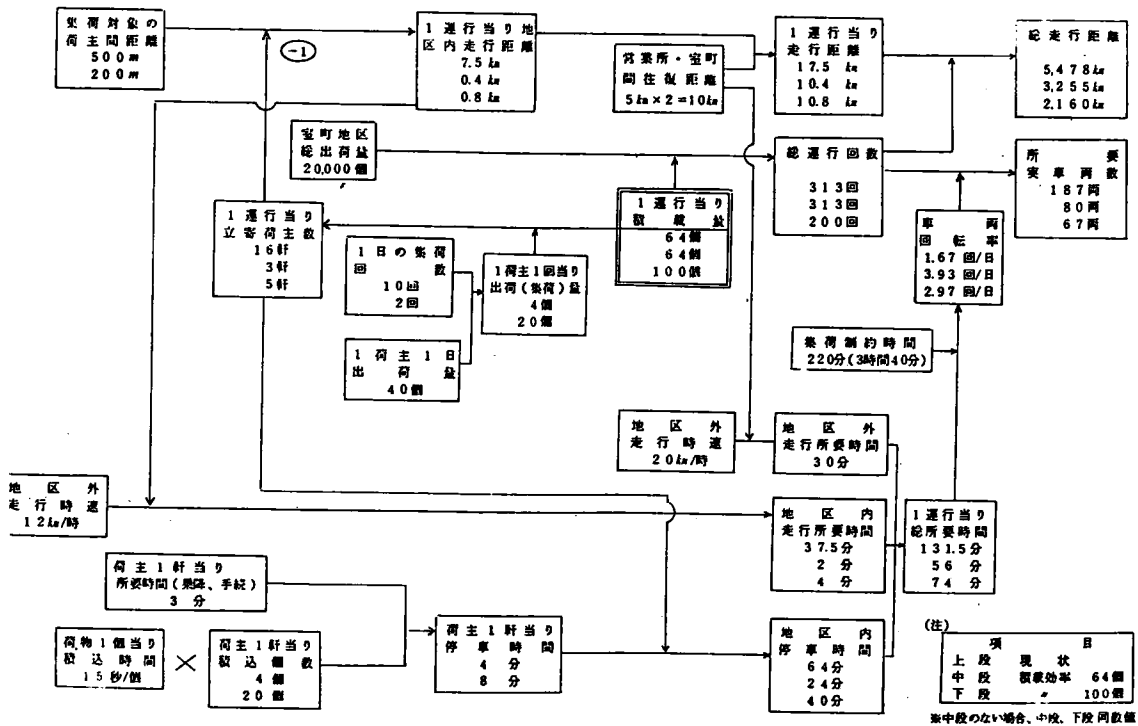 集荷対象の
荷主間距離
500m
200m
-1
1運行当り地
区内走行距離
7.5km
0.4km
0.8km
営業所・宝町
間往復距離
5km×2=10km
1運行当り
走行距離
17.5km
10.4km
10.8km
総走行距離
5,478km
3,255km
2,160km
宝町地区
総出荷量
20,000個
〃
総運行回数
313回
313回
200回
所要
実車両数
187両
80両
67両
1運行当り
立寄荷主数
16軒
3軒
5軒
1運行当り
積載量
64個
64個
100個
1日の集荷
回数
10回
2回
1荷主1回当り
出荷(集荷)量
4個
20個
車両
回転率
1.67回/日
3.93回/日
2.97回/日
1荷主1日
出荷量
40個
集荷制約時間
220分(3時間40分)
地区外
走行時速
20km/時
地区外
走行所要時間
30分
地区外
走行時速
12km/時
地区内
走行所要時間
37.5分
2分
4分
1運行当り
総所要時間
131.5分
56分
74分
荷主1軒当り
所要時間(乗降、手続)
3分
荷物1個当り
積込時間
15秒/個
×
荷主1軒当り
積込個数
4個
20個
荷主1軒当り
停車時間
4分
8分
地区内
停車時間
64分
24分
40分
(注)
項目
上段 現状
中段 積載効率 64個
下段 〃 100個
※中段のない場合、中段、下段同数値